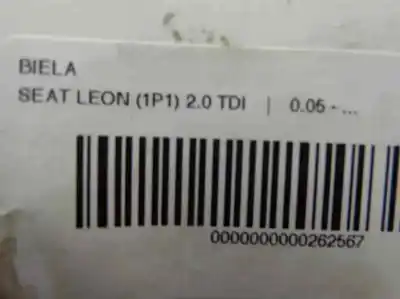 BIELA
SEAT LEON (1P1) 2.0 TDI | 0.05 - ...
0000000000262567